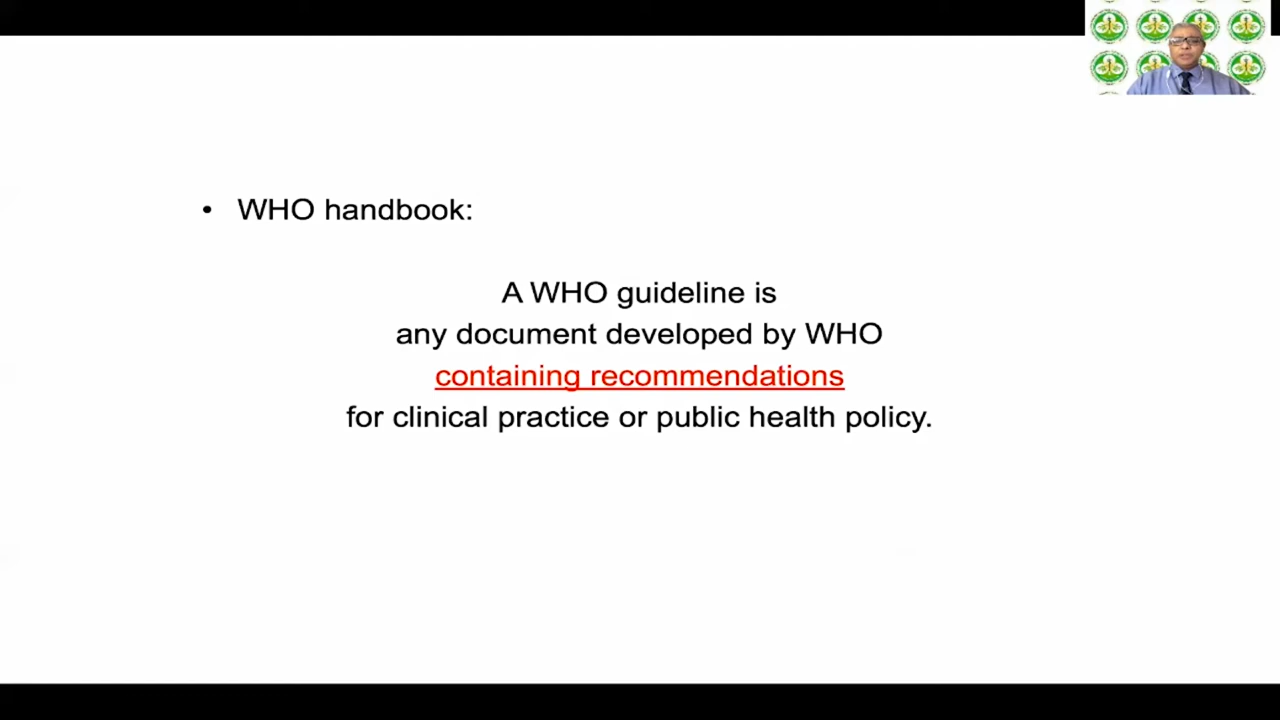 • WHO handbook:
A WHO guideline is
any document developed by WHO
containing recommendations
for clinical practice or public health policy.